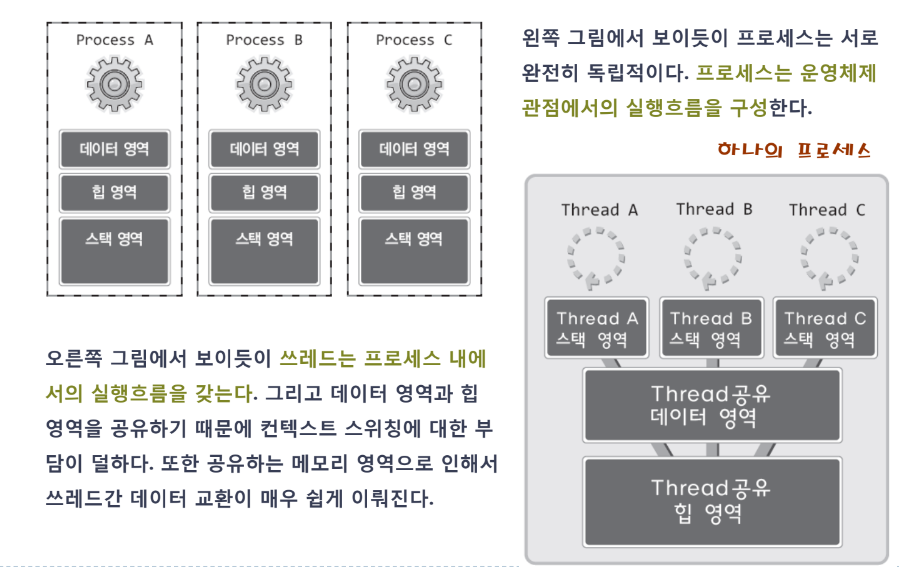 Process A
Process B
Process C
데이터 영역
데이터 영역
데이터 영역
힙 영역
힙 영역
힙 영역
스택 영역
스택 영역
스택 영역
왼쪽 그림에서 보이듯이 프로세스는 서로
완전히 독립적이다. 프로세스는 운영체제
관점에서의 실행흐름을 구성한다.
하나의 프로세스
Thread A
Thread B
Thread C
Thread A
스택 영역
Thread B
스택 영역
Thread C
스택 영역
Thread공유
데이터 영역
Thread공유
힙 영역
오른쪽 그림에서 보이듯이 쓰레드는 프로세스 내에
서의 실행흐름을 갖는다. 그리고 데이터 영역과 힙
영역을 공유하기 때문에 컨텍스트 스위칭에 대한 부
담이 덜하다. 또한 공유하는 메모리 영역으로 인해서
쓰레드간 데이터 교환이 매우 쉽게 이뤄진다.